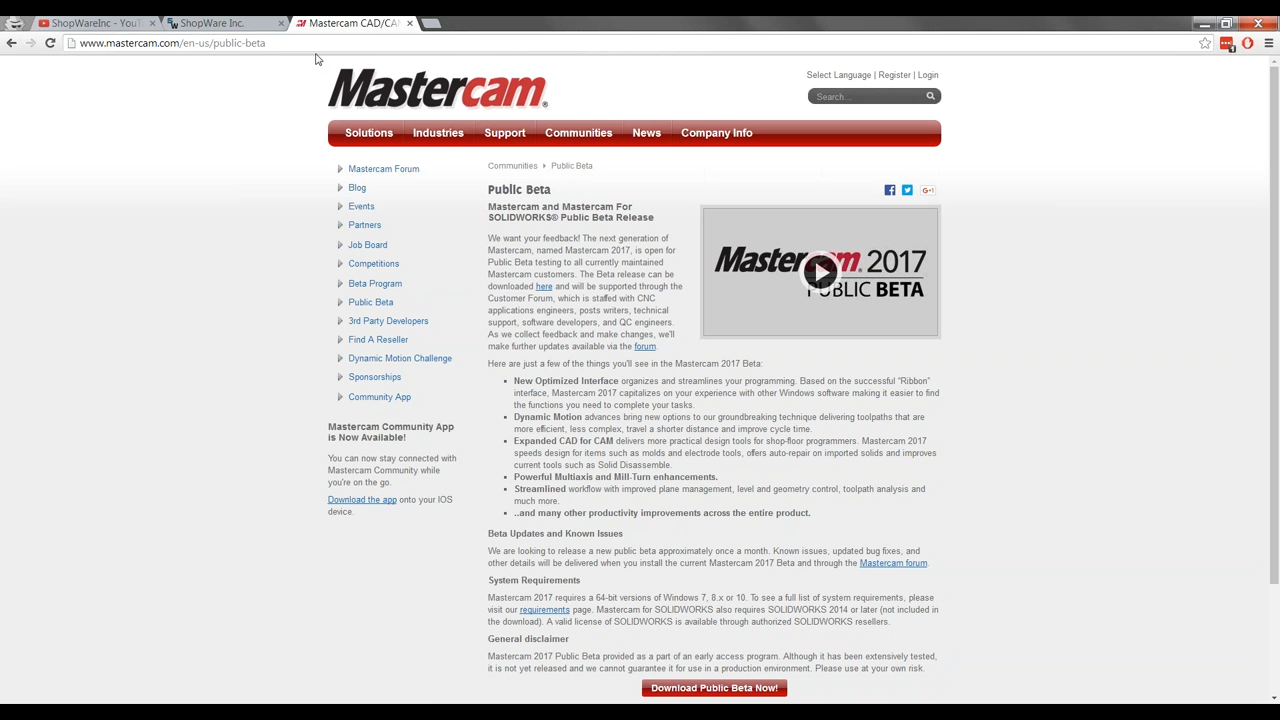 ShopWareInc - YouT
ShopWare Inc.
Mastercam CAD/CA
www.mastercam.com/en-us/public-beta
Mastercam®
Select Language | Register | Login
Search...
Solutions Industries Support Communities News Company Info
Mastercam Forum
Blog
Events
Partners
Job Board
Competitions
Beta Program
Public Beta
3rd Party Developers
Find A Reseller
Dynamic Motion Challenge
Sponsorships
Community App
Mastercam Community App
is Now Available!
You can now stay connected with
Mastercam Community while
you're on the go.
Download the app onto your IOS
device.
Communities Public Beta
Public Beta
G+1
Mastercam and Mastercam For
SOLIDWORKS® Public Beta Release
We want your feedback! The next generation of
Mastercam, named Mastercam 2017, is open for
Public Beta testing to all currently maintained
Mastercam customers. The Beta release can be
downloaded here and will be supported through the
Customer Forum, which is staffed with CNC
applications engineers, posts writers, technical
support, software developers, and QC engineers.
As we collect feedback and make changes, we'll
make further updates available via the forum.
Mastercam 2017
PUBLIC BETA
Here are just a few of the things you'll see in the Mastercam 2017 Beta:
New Optimized Interface organizes and streamlines your programming. Based on the successful "Ribbon"
interface, Mastercam 2017 capitalizes on your experience with other Windows software making it easier to find
the functions you need to complete your tasks.
Dynamic Motion advances bring new options to our groundbreaking technique delivering toolpaths that are
more efficient, less complex, travel a shorter distance and improve cycle time.
Expanded CAD for CAM delivers more practical design tools for shop-floor programmers. Mastercam 2017
speeds design for items such as molds and electrode tools, offers auto-repair on imported solids and improves
current tools such as Solid Disassemble.
Powerful Multiaxis and Mill-Turn enhancements.
Streamlined workflow with improved plane management, level and geometry control, toolpath analysis and
much more.
..and many other productivity improvements across the entire product.
Beta Updates and Known Issues
We are looking to release a new public beta approximately once a month. Known issues, updated bug fixes, and
other details will be delivered when you install the current Mastercam 2017 Beta and through the Mastercam forum.
System Requirements
Mastercam 2017 requires a 64-bit versions of Windows 7, 8.x or 10. To see a full list of system requirements, please
visit our requirements page. Mastercam for SOLIDWORKS also requires SOLIDWORKS 2014 or later (not included in
the download). A valid license of SOLIDWORKS is available through authorized SOLIDWORKS resellers.
General disclaimer
Mastercam 2017 Public Beta provided as a part of an early access program. Although it has been extensively tested,
it is not yet released and we cannot guarantee it for use in a production environment. Please use at your own risk.
Download Public Beta Now!